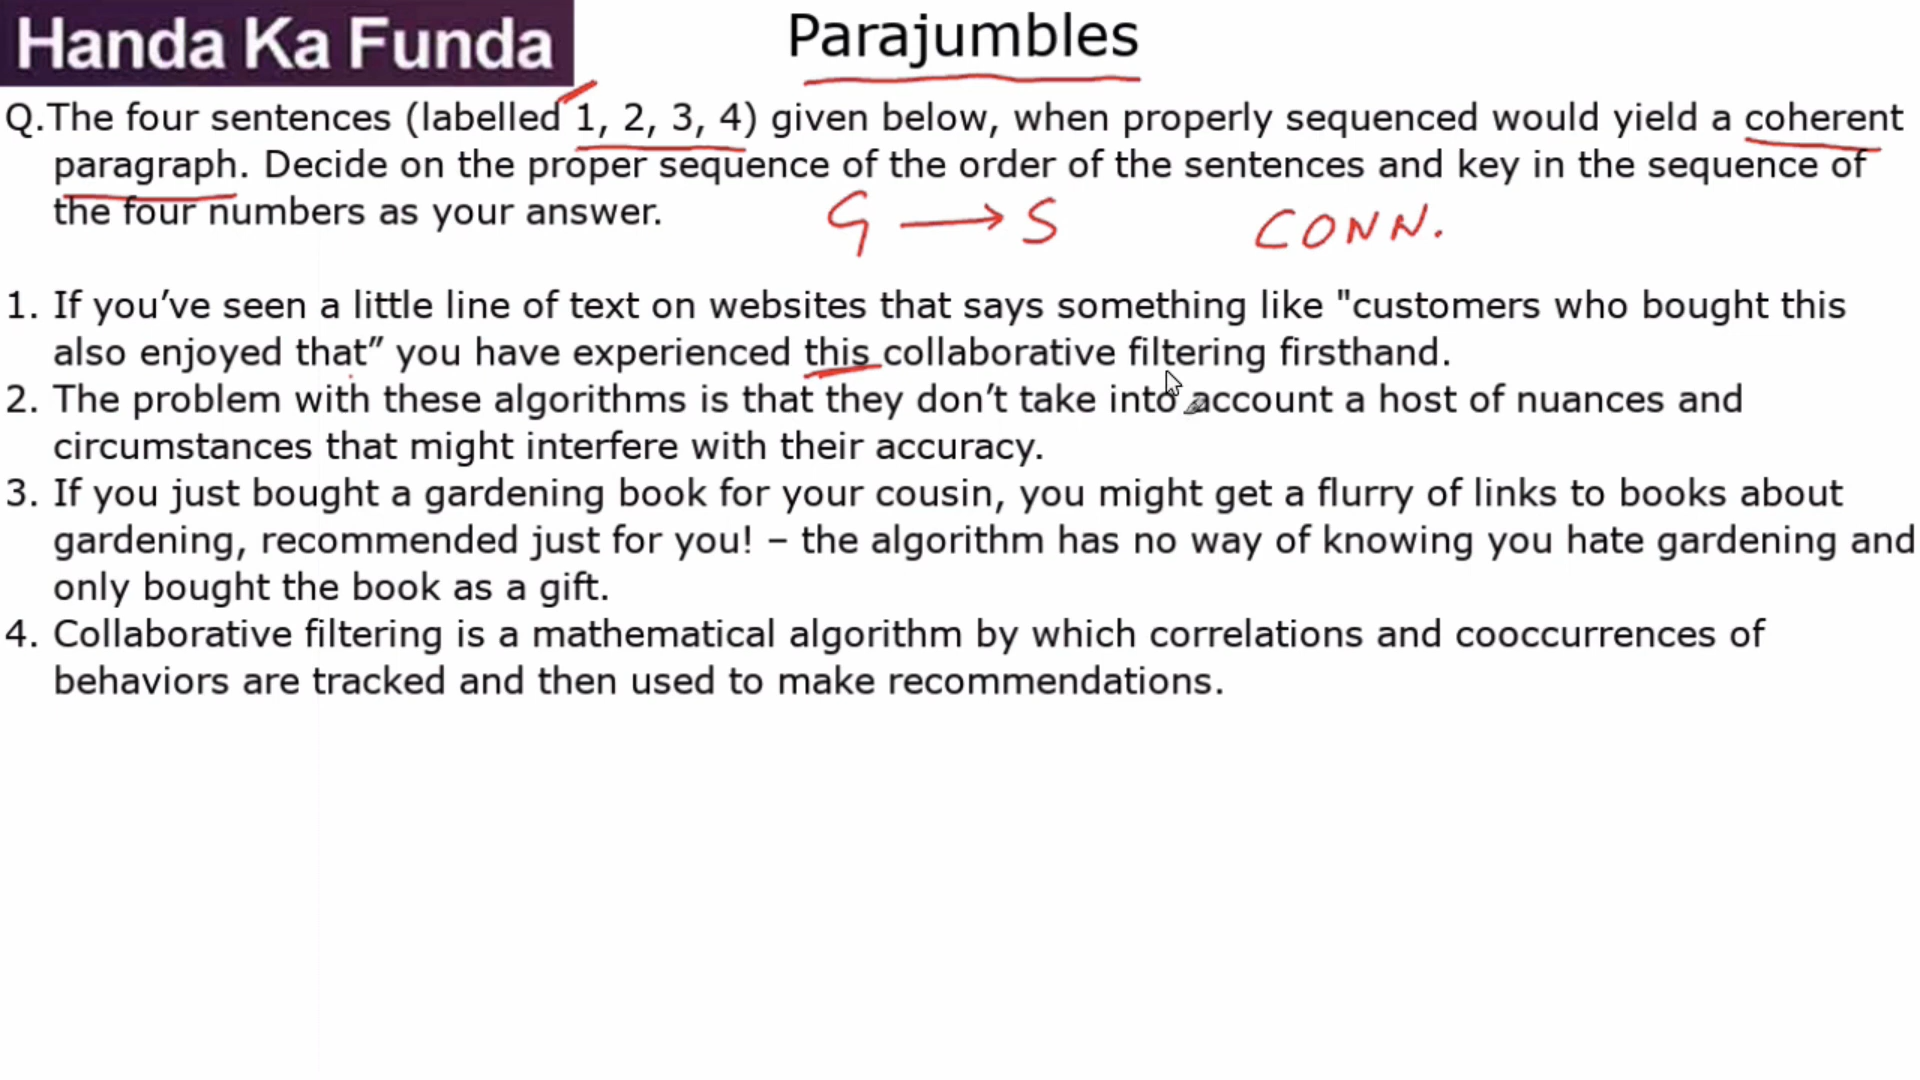 Handa Ka Funda
Parajumbles
Q.The four sentences (labelled 1, 2, 3, 4) given below, when properly sequenced would yield a coherent
paragraph. Decide on the proper sequence of the order of the sentences and key in the sequence of
the four numbers as your answer.
G → S CONN.
1. If you’ve seen a little line of text on websites that says something like "customers who bought this
also enjoyed that” you have experienced this collaborative filtering firsthand.
2. The problem with these algorithms is that they don’t take into account a host of nuances and
circumstances that might interfere with their accuracy.
3. If you just bought a gardening book for your cousin, you might get a flurry of links to books about
gardening, recommended just for you! – the algorithm has no way of knowing you hate gardening and
only bought the book as a gift.
4. Collaborative filtering is a mathematical algorithm by which correlations and cooccurrences of
behaviors are tracked and then used to make recommendations.